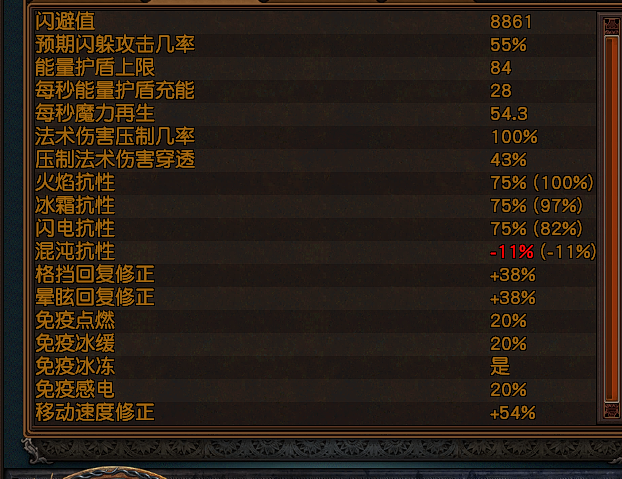 闪避值 8861
预期闪躲攻击几率 55%
能量护盾上限 84
每秒能量护盾充能 28
每秒魔力再生 54.3
法术伤害压制几率 100%
压制法术伤害穿透 43%
火焰抗性 75% (100%)
冰霜抗性 75% (97%)
闪电抗性 75% (82%)
混沌抗性 -11% (-11%)
格挡回复修正 +38%
晕眩回复修正 +38%
免疫点燃 20%
免疫冰缓 20%
免疫冰冻 是
免疫感电 20%
移动速度修正 +54%